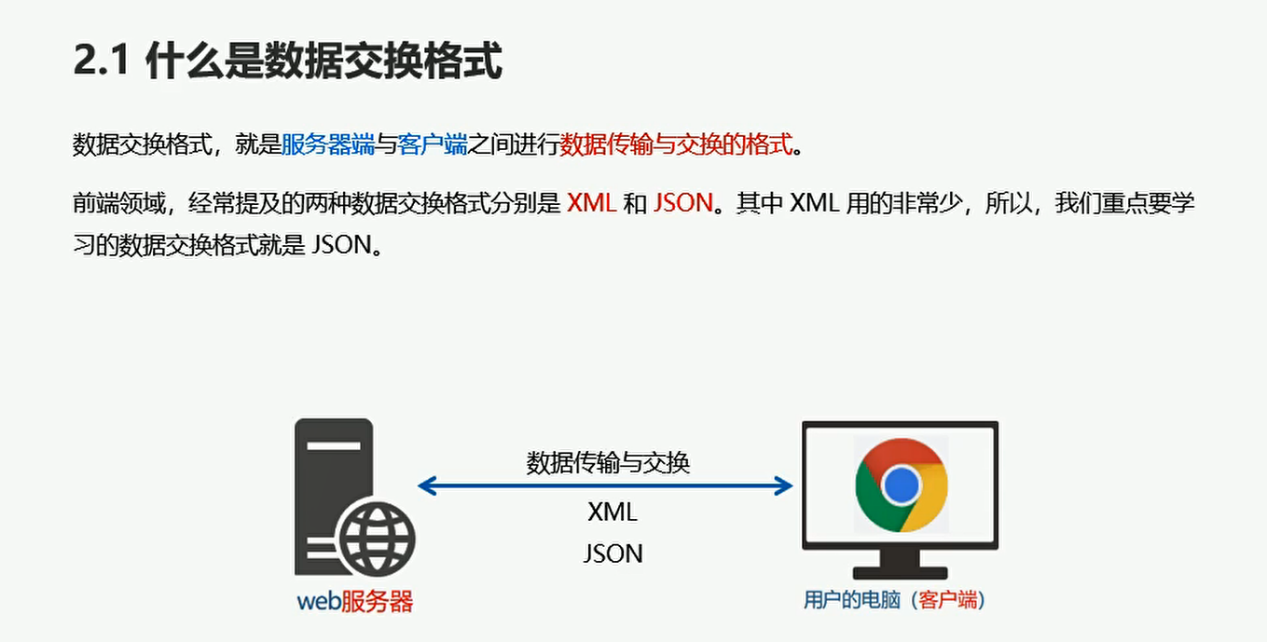 2.1 什么是数据交换格式
数据交换格式，就是服务器端与客户端之间进行数据传输与交换的格式。
前端领域，经常提及的两种数据交换格式分别是 XML 和 JSON。其中 XML 用的非常少，所以，我们重点要学
习的数据交换格式就是 JSON。
数据传输与交换
XML
JSON
web服务器
用户的电脑（客户端）